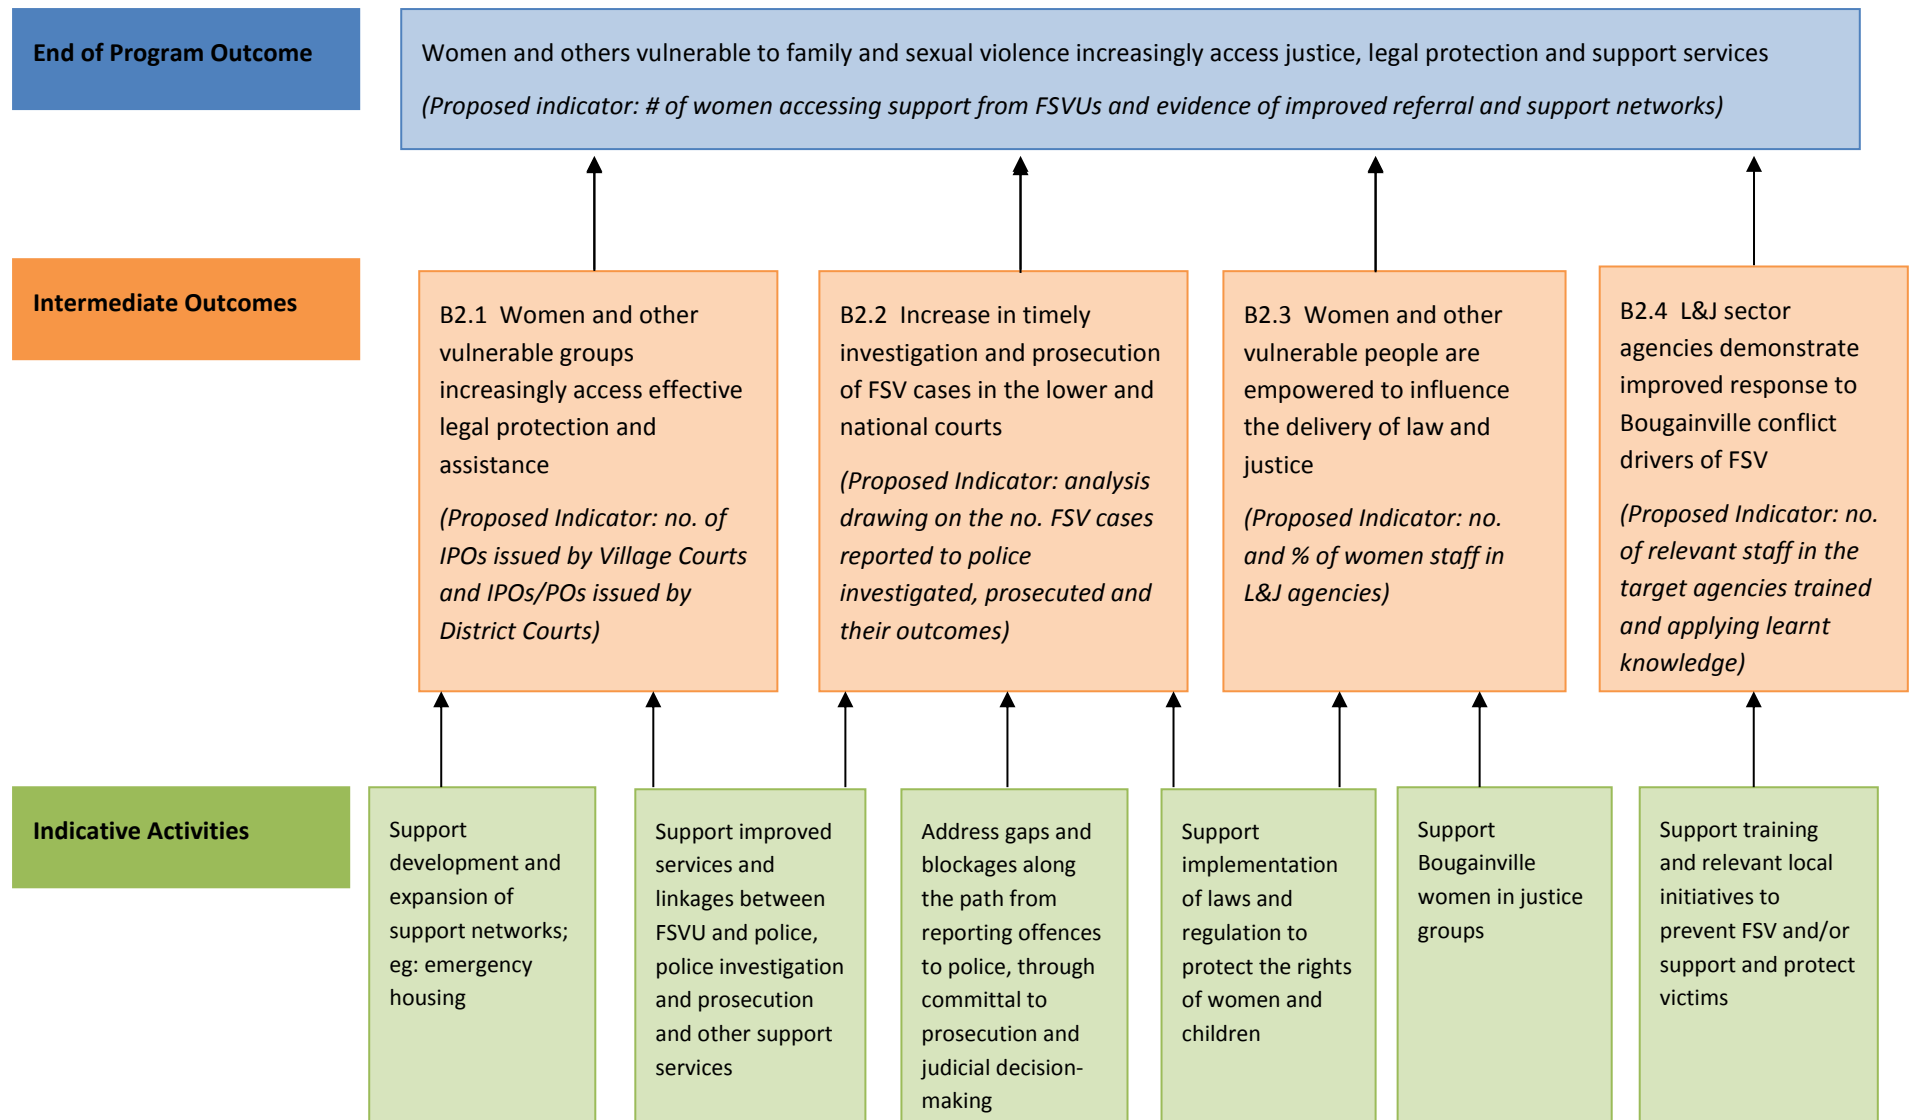 End of Program Outcome
Women and others vulnerable to family and sexual violence increasingly access justice, legal protection and support services
(Proposed indicator: # of women accessing support from FSVUs and evidence of improved referral and support networks)
Intermediate Outcomes
B2.1 Women and other
vulnerable groups
increasingly access effective
legal protection and
assistance
(Proposed Indicator: no. of
IPOs issued by Village Courts
and IPOs/POs issued by
District Courts)
B2.2 Increase in timely
investigation and prosecution
of FSV cases in the lower and
national courts
(Proposed Indicator: analysis
drawing on the no. FSV cases
reported to police
investigated, prosecuted and
their outcomes)
B2.3 Women and other
vulnerable people are
empowered to influence
the delivery of law and
justice
(Proposed Indicator: no.
and % of women staff in
L&J agencies)
B2.4 L&J sector
agencies demonstrate
improved response to
Bougainville conflict
drivers of FSV
(Proposed Indicator: no.
of relevant staff in the
target agencies trained
and applying learnt
knowledge)
Indicative Activities
Support
development and
expansion of
support networks;
eg: emergency
housing
Support improved
services and
linkages between
FSVU and police,
police investigation
and prosecution
and other support
services
Address gaps and
blockages along
the path from
reporting offences
to police, through
committal to
prosecution and
judicial decision-
making
Support
implementation
of laws and
regulation to
protect the rights
of women and
children
Support
Bougainville
women in justice
groups
Support training
and relevant local
initiatives to
prevent FSV and/or
support and protect
victims